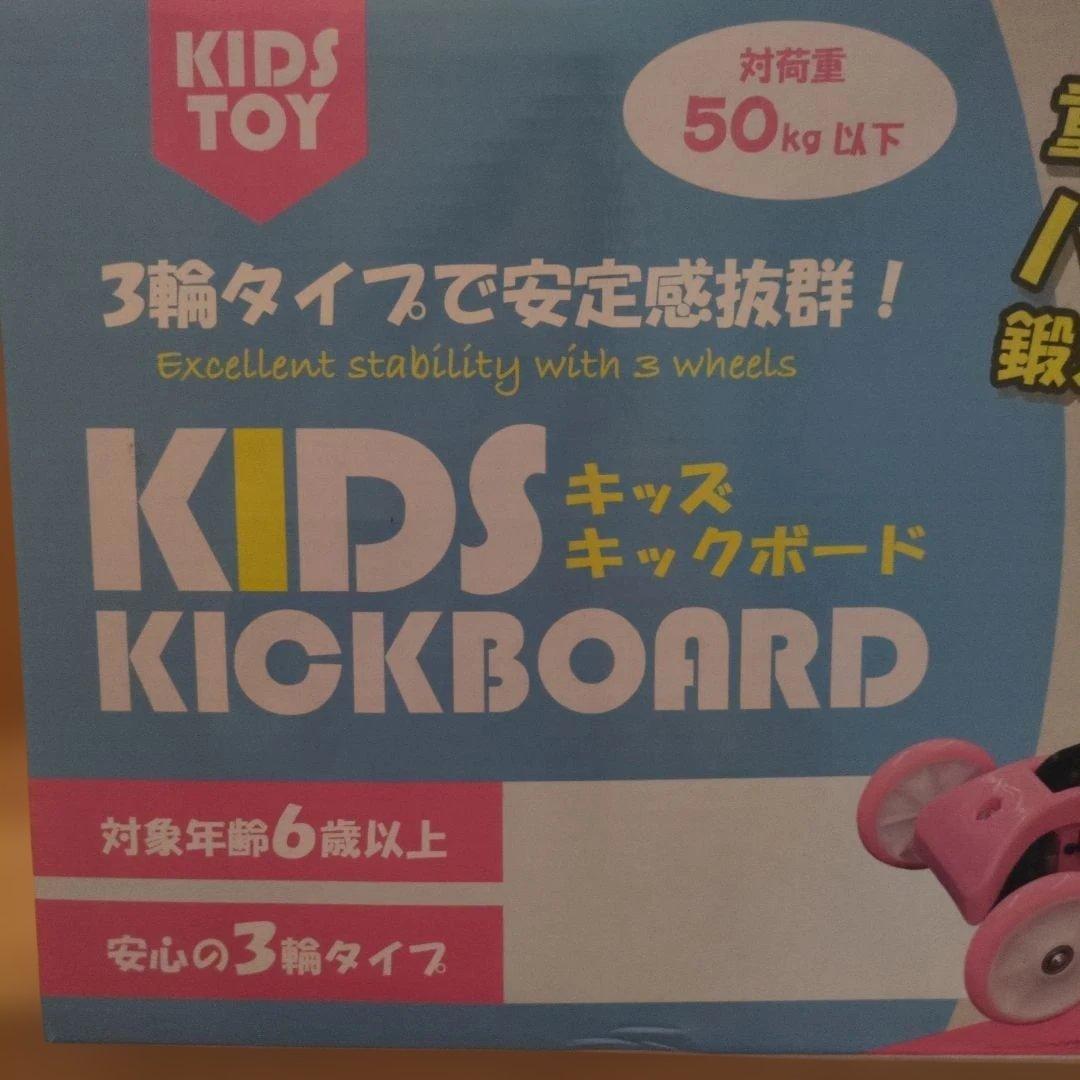 KIDS
TOY
対荷重
50kg 以下
3輪タイプで安定感抜群！
Excellent stability with 3 wheels
KIDS
キッズ
キックボード
KICKBOARD
対象年齢6歳以上
安心の3輪タイプ